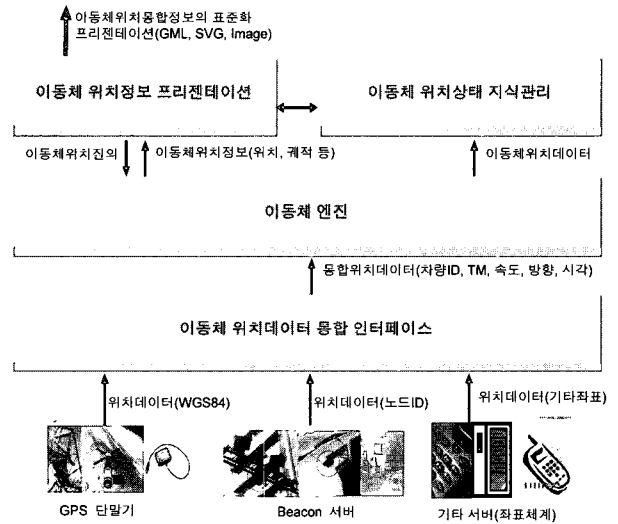 이동체위치통합정보의 표준화
프리젠테이션(GML, SVG, Image)
이동체 위치정보 프리젠테이션
이동체 위치상태 지식관리
이동체위치질의
이동체위치정보(위치, 궤적 등)
이동체위치데이터
이동체 엔진
통합위치데이터(차량ID, TM, 속도, 방향, 시각)
이동체 위치데이터 통합 인터페이스
위치데이터(WGS84)
위치데이터(노드ID)
위치데이터(기타좌표)
GPS 단말기
Beacon 서버
기타 서버(좌표체계)